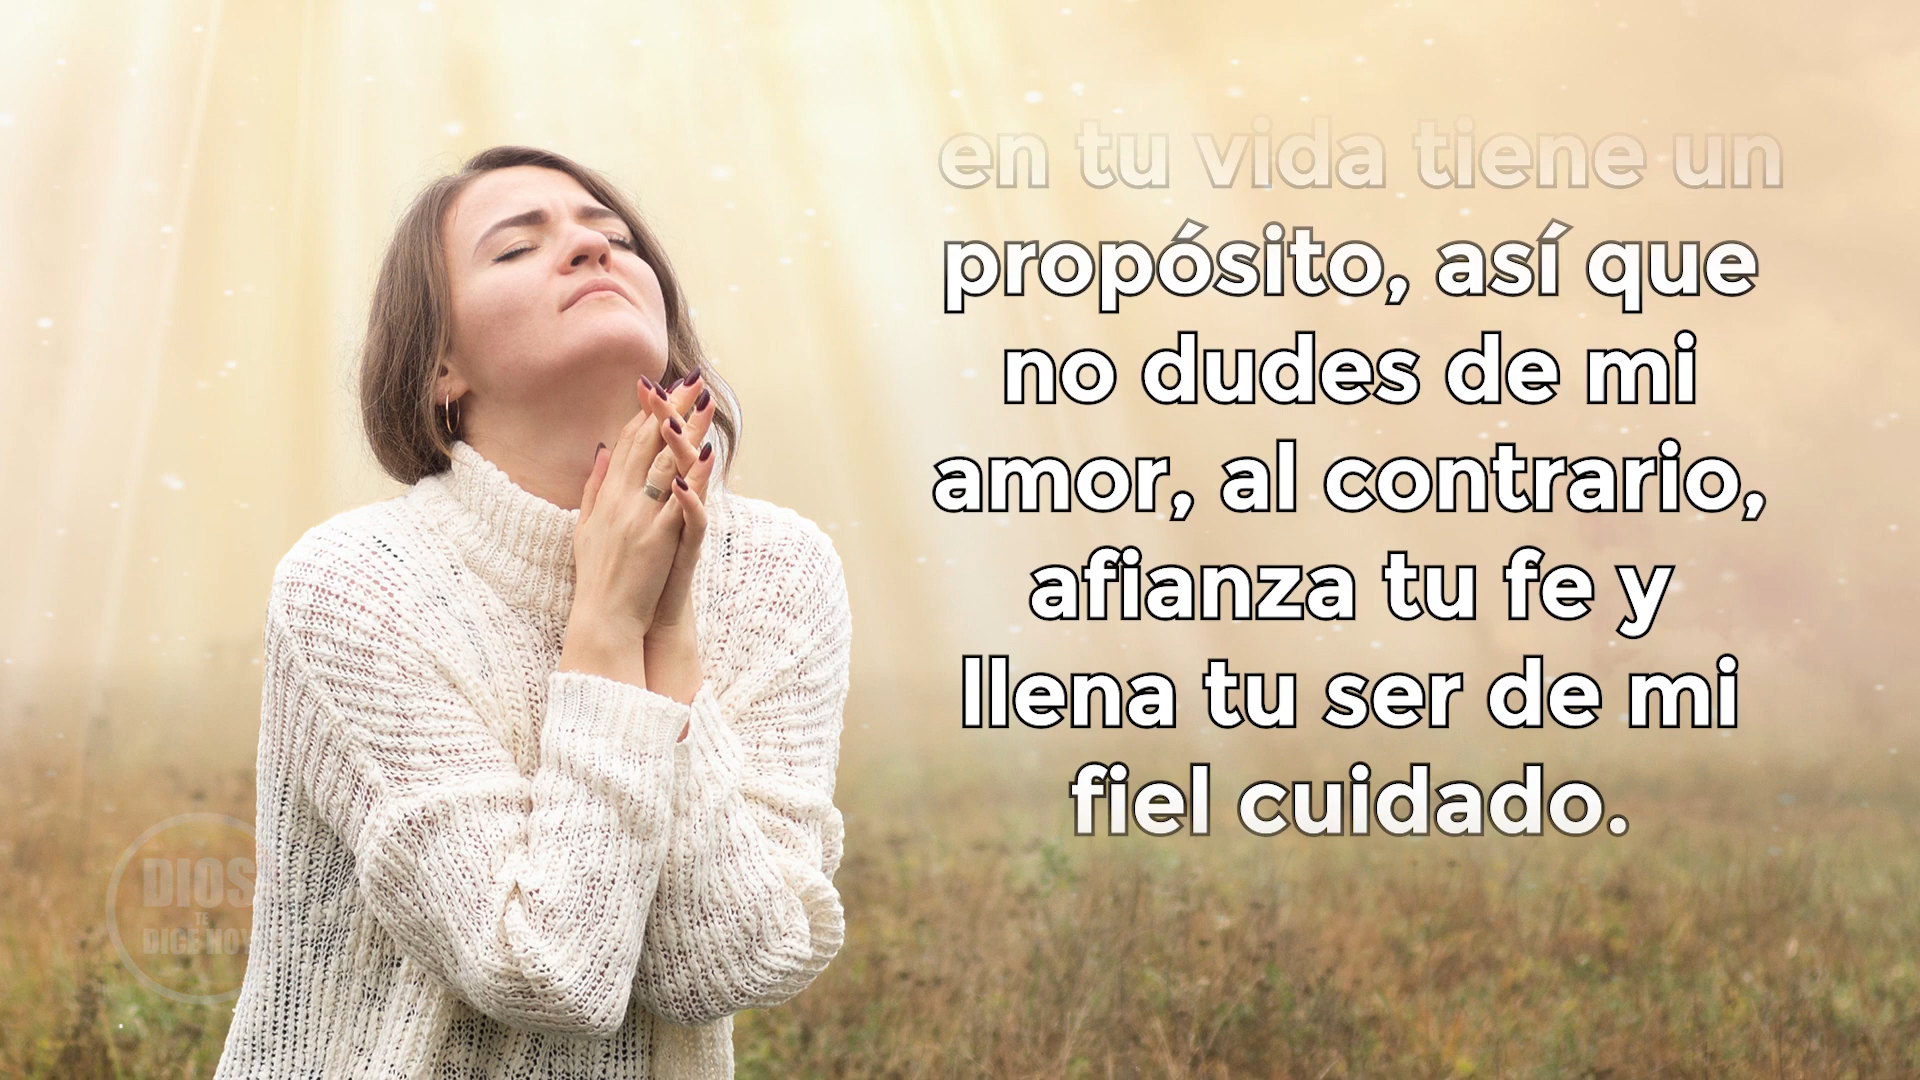 en tu vida tiene un
propósito, así que
no dudes de mi
amor, al contrario,
afianza tu fe y
llena tu ser de mi
fiel cuidado.
DIOS
TE
DICE HOY